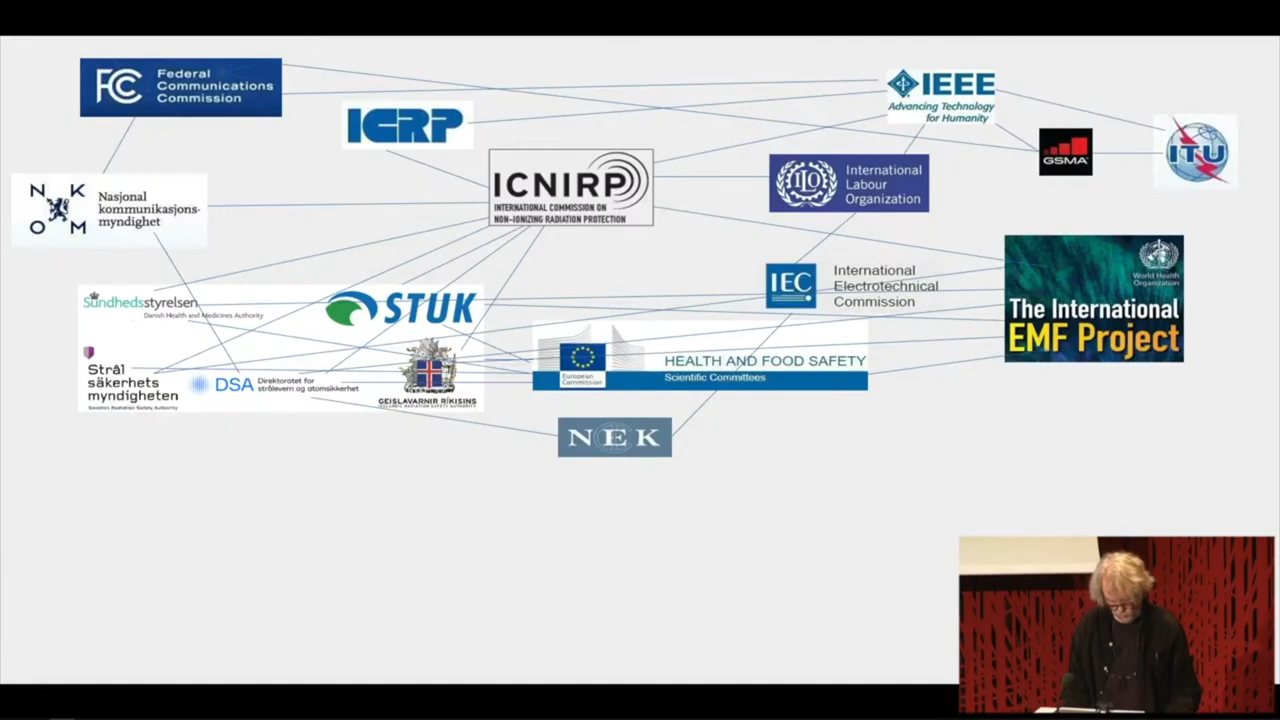 FCC
Federal
Communications
Commission
IEEE
Advancing Technology
for Humanity
ICRP
GSMA
ITU
ICNIRP
INTERNATIONAL COMMISSION ON
NON-IONIZING RADIATION PROTECTION
ILO
International
Labour
Organization
N K
O M
Nasjonal
kommunikasjons-
myndighet
World Health
Organization
The International
EMF Project
IEC
International
Electrotechnical
Commission
Sundhedsstyrelsen
Danish Health and Medicines Authority
STUK
European
Commission
HEALTH AND FOOD SAFETY
Scientific Committees
Strål
säkerhets
myndigheten
Swedish Radiation Safety Authority
DSA
Direktoratet for
strålevern og atomsikkerhet
GEISLAVARNIR RÍKISINS
ICELANDIC RADIATION SAFETY AUTHORITY
NEK